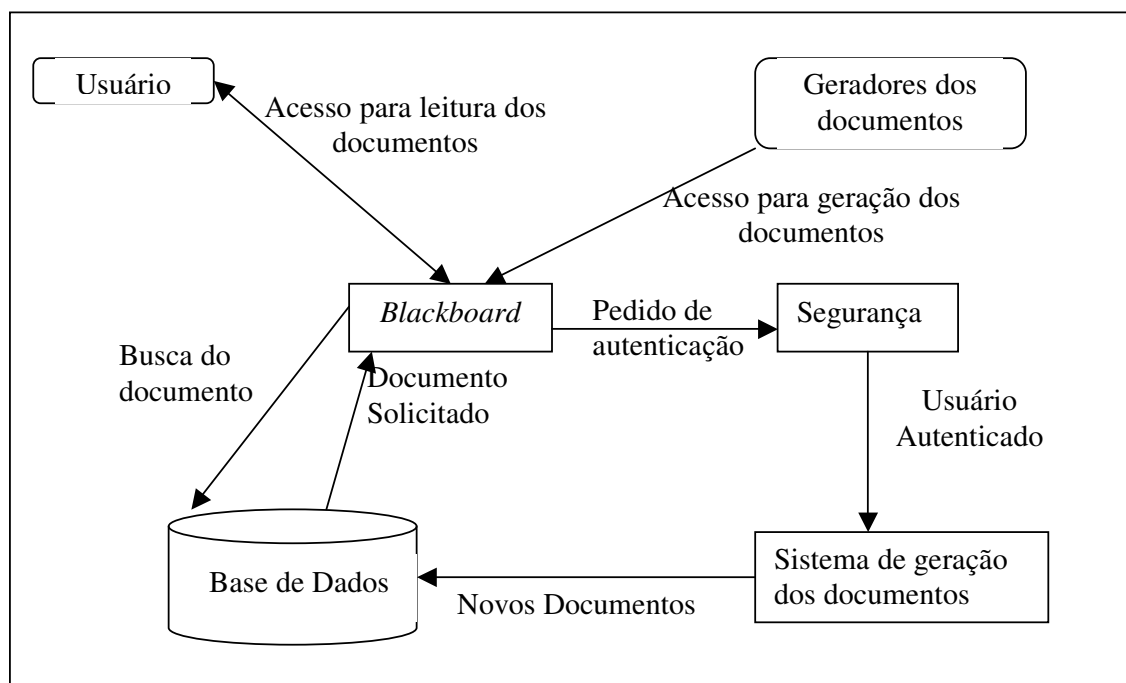 Usuário
Geradores dos
documentos
Acesso para leitura dos
documentos
Acesso para geração dos
documentos
Blackboard
Pedido de
autenticação
Segurança
Busca do
documento
Documento
Solicitado
Usuário
Autenticado
Base de Dados
Novos Documentos
Sistema de geração
dos documentos